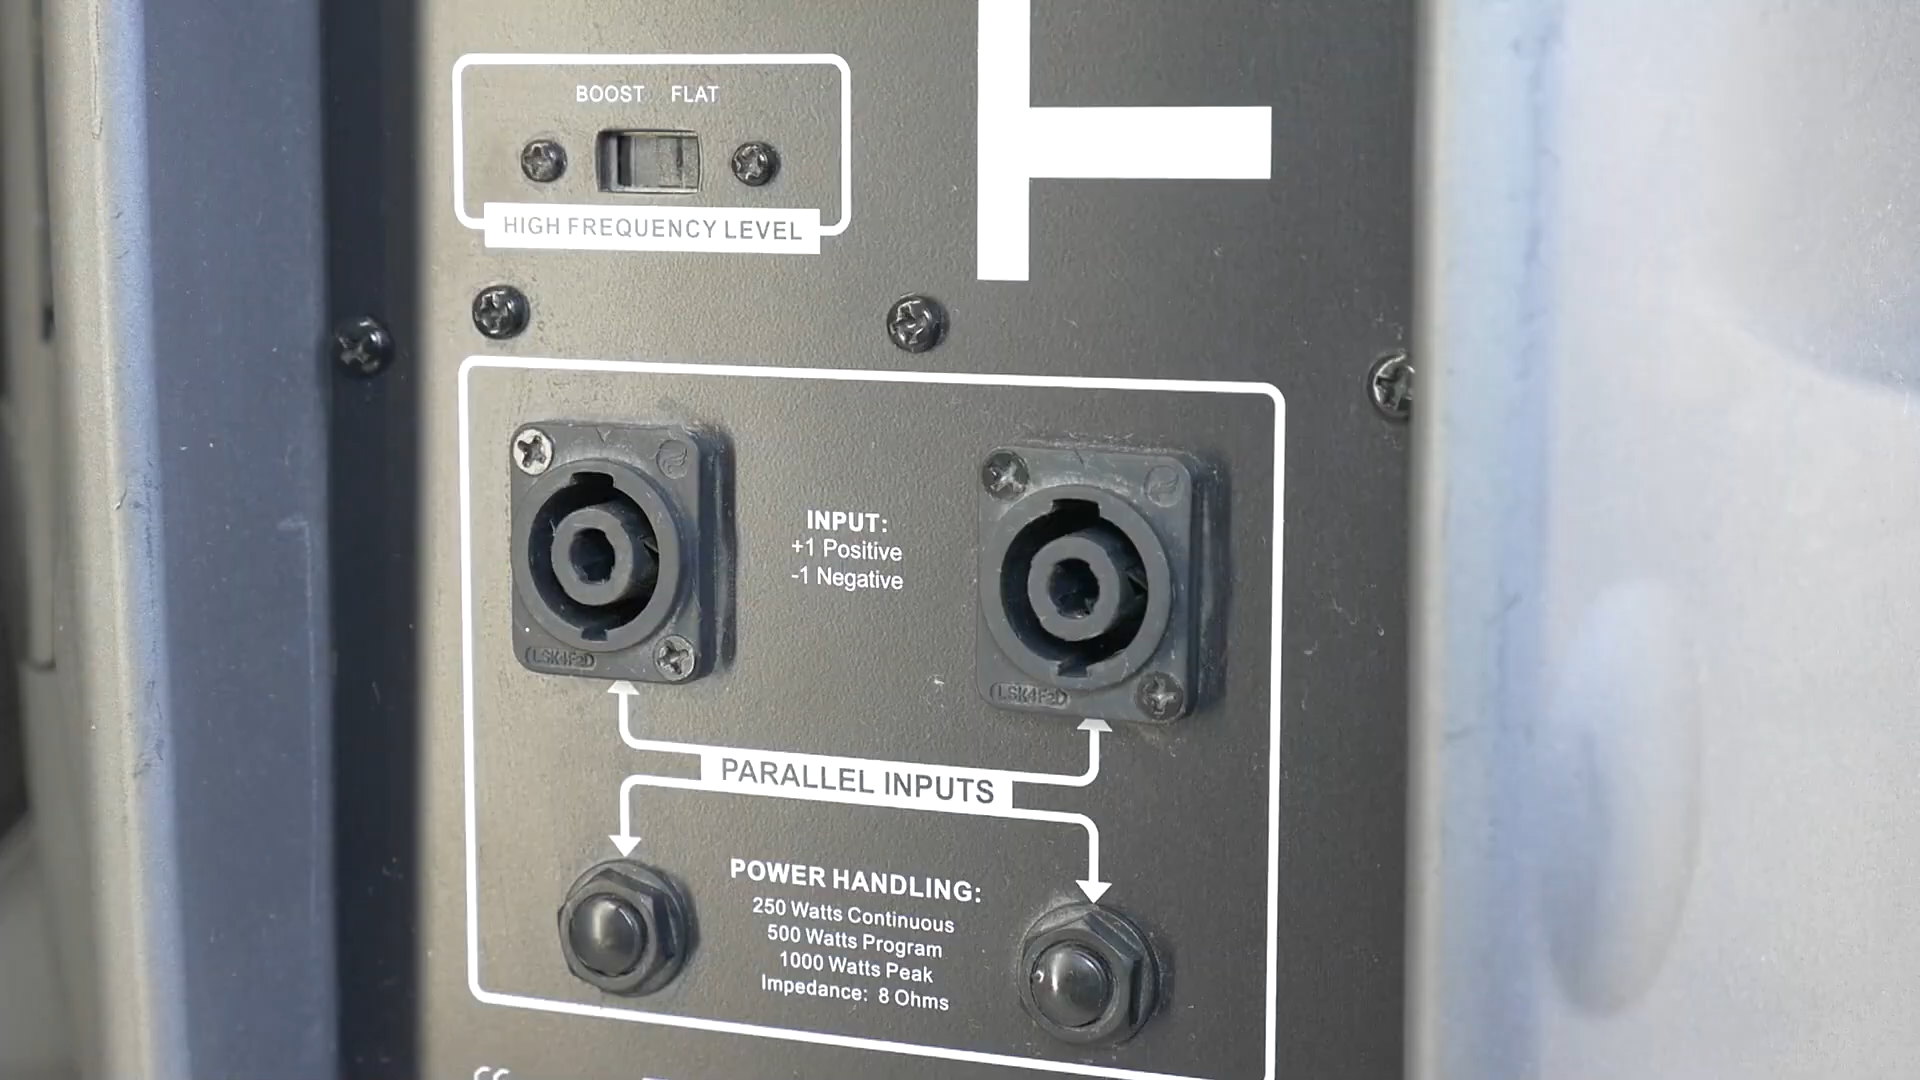 BOOST FLAT
HIGH FREQUENCY LEVEL
INPUT:
+1 Positive
-1 Negative
LSK4F2D
LSK4F2D
PARALLEL INPUTS
POWER HANDLING:
250 Watts Continuous
500 Watts Program
1000 Watts Peak
Impedance: 8 Ohms